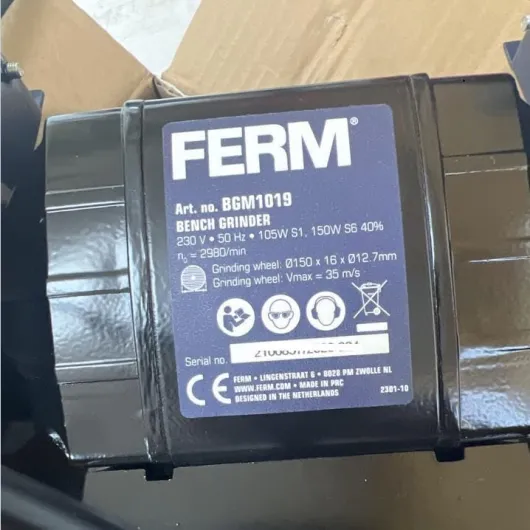 FERM®
Art. no. BGM1019
BENCH GRINDER
230 V • 50 Hz • 105W S1, 150W S6 40%
n₀ = 2980/min
Grinding wheel: Ø150 x 16 x Ø12.7mm
Grinding wheel: Vmax = 35 m/s
Serial no.
CE
FERM • LINGENSTRAAT 6 • 8028 PM ZWOLLE NL
WWW.FERM.COM • MADE IN PRC
DESIGNED IN THE NETHERLANDS
2301-10